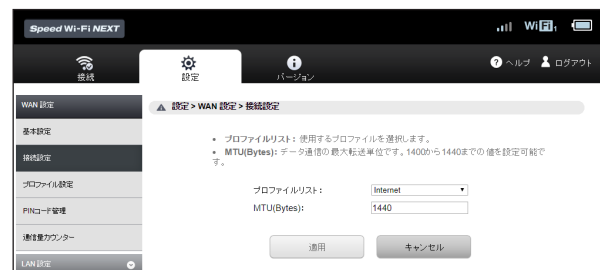 Speed Wi-Fi NEXT
WiFi 1
接続
設定
バージョン
? ヘルプ
ログアウト
WAN 設定
設定 > WAN 設定 > 接続設定
基本設定
接続設定
プロファイル設定
PINコード管理
通信量カウンター
LAN 設定
• プロファイルリスト: 使用するプロファイルを選択します。
• MTU(Bytes): データ通信の最大転送単位です。1400から1440までの値を設定可能で
す。
プロファイルリスト: Internet
MTU(Bytes): 1440
適用
キャンセル